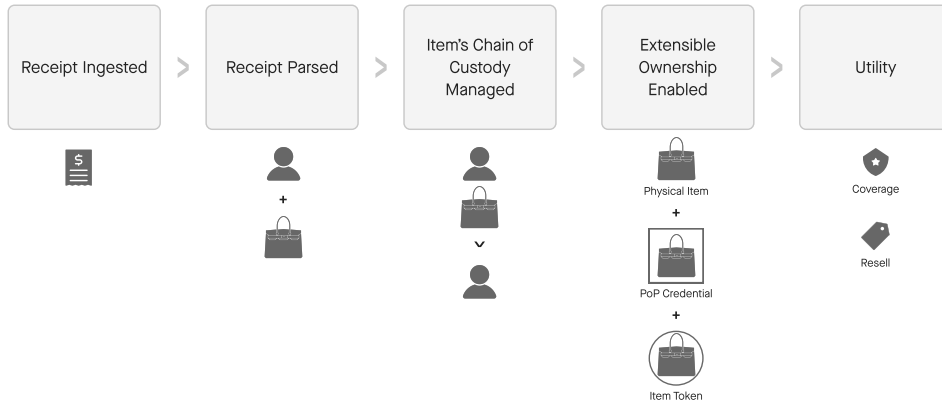 Receipt Ingested
Receipt Parsed
Item's Chain of
Custody
Managed
Extensible
Ownership
Enabled
Utility
$
+
Physical Item
+
PoP Credential
+
Item Token
Coverage
Resell